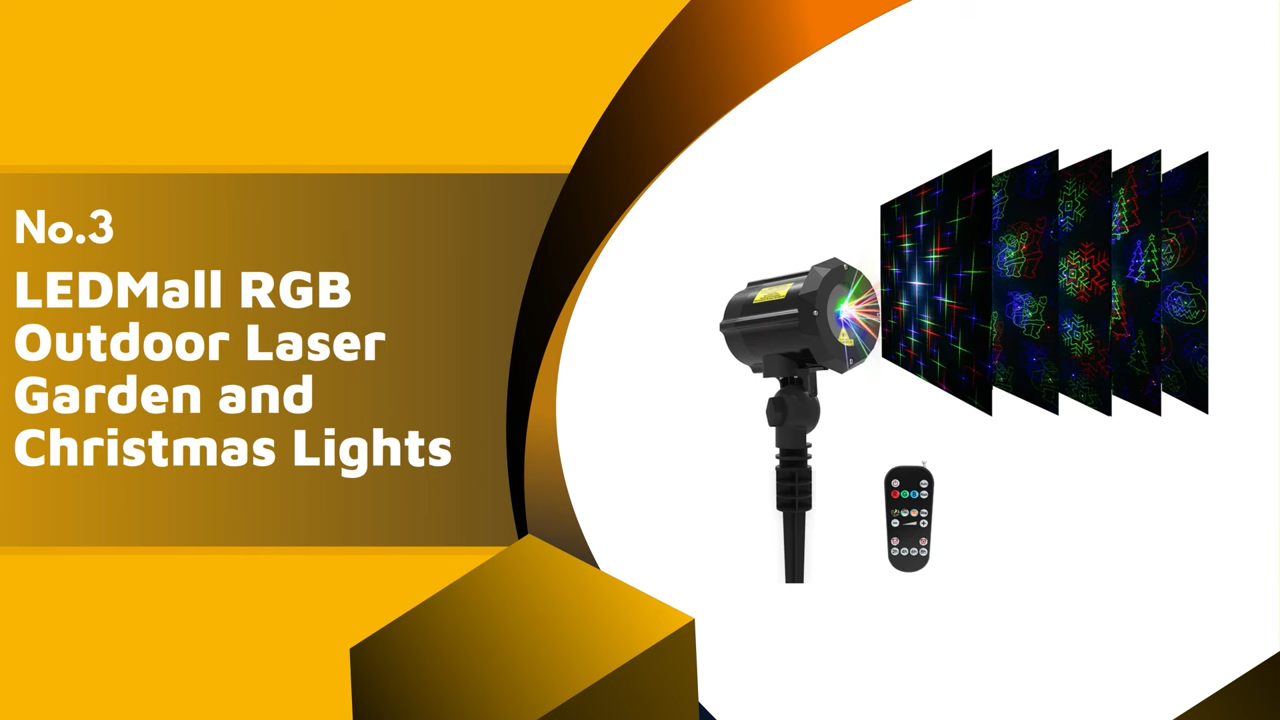 No.3
LEDMall RGB
Outdoor Laser
Garden and
Christmas Lights